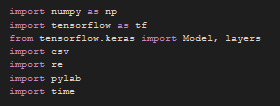 import numpy as np
import tensorflow as tf
from tensorflow.keras import Model, layers
import csv
import re
import pylab
import time